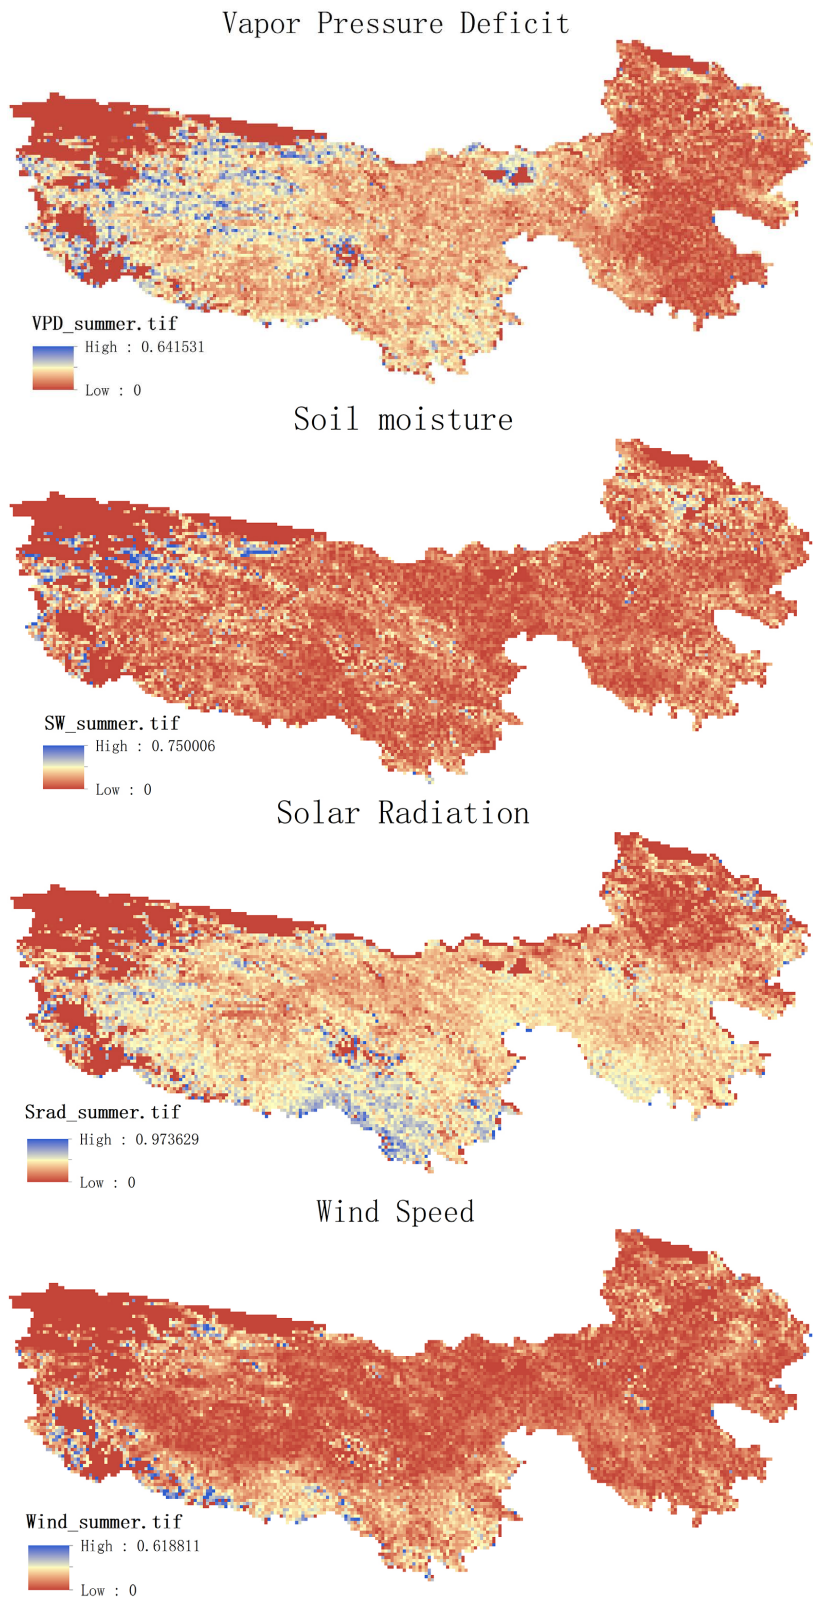 Vapor Pressure Deficit
VPD_summer.tif
High : 0.641531
Low : 0
Soil moisture
SW_summer.tif
High : 0.750006
Low : 0
Solar Radiation
Srad_summer.tif
High : 0.973629
Low : 0
Wind Speed
Wind_summer.tif
High : 0.618811
Low : 0